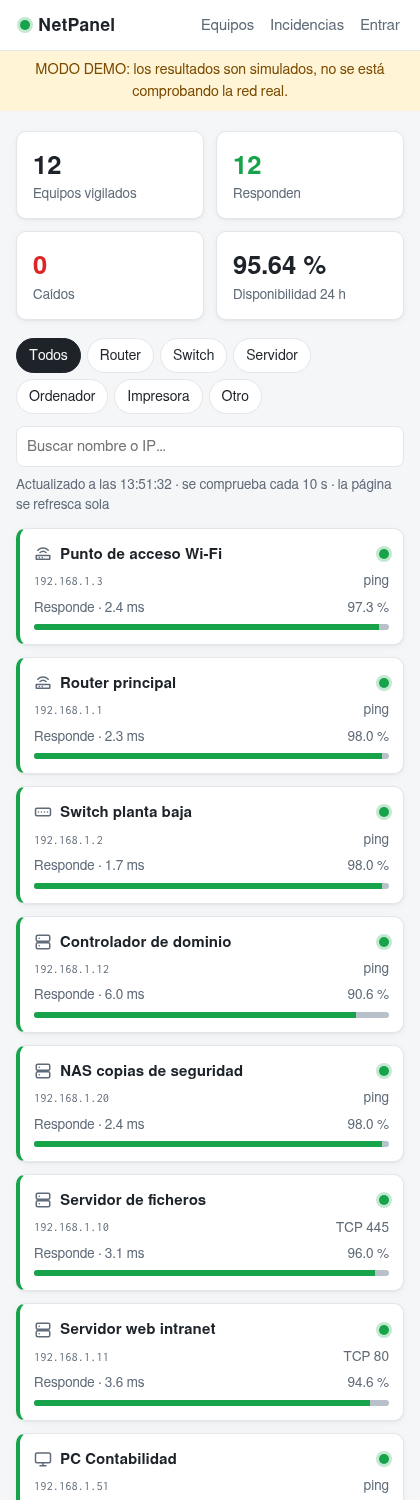 NetPanel
Equipos Incidencias Entrar
MODO DEMO: los resultados son simulados, no se está
comprobando la red real.
12
Equipos vigilados
12
Responden
0
Caídos
95.64 %
Disponibilidad 24 h
Todos Router Switch Servidor
Ordenador Impresora Otro
Buscar nombre o IP...
Actualizado a las 13:51:32 · se comprueba cada 10 s · la página
se refresca sola
Punto de acceso Wi-Fi
192.168.1.3 ping
Responde · 2.4 ms 97.3 %
Router principal
192.168.1.1 ping
Responde · 2.3 ms 98.0 %
Switch planta baja
192.168.1.2 ping
Responde · 1.7 ms 98.0 %
Controlador de dominio
192.168.1.12 ping
Responde · 6.0 ms 90.6 %
NAS copias de seguridad
192.168.1.20 ping
Responde · 2.4 ms 98.0 %
Servidor de ficheros
192.168.1.10 TCP 445
Responde · 3.1 ms 96.0 %
Servidor web intranet
192.168.1.11 TCP 80
Responde · 3.6 ms 94.6 %
PC Contabilidad
192.168.1.51 ping